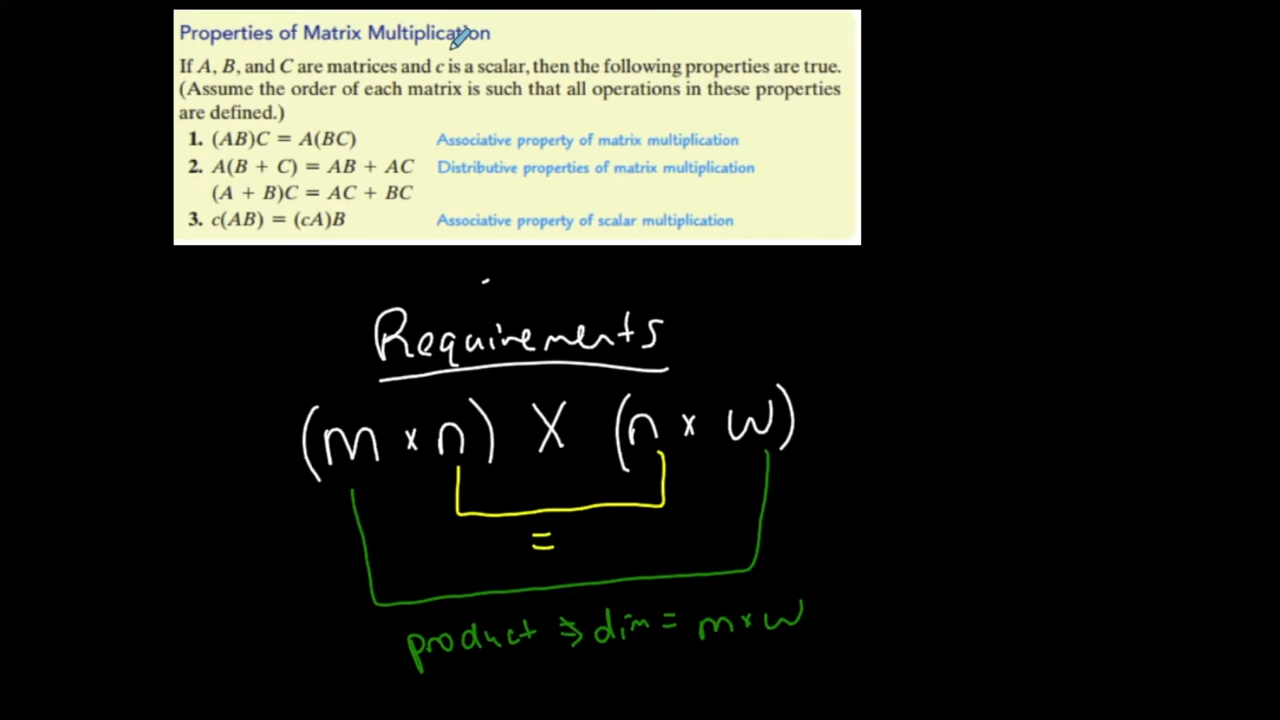 Properties of Matrix Multiplication
If A, B, and C are matrices and c is a scalar, then the following properties are true.
(Assume the order of each matrix is such that all operations in these properties
are defined.)
1. (AB)C = A(BC) Associative property of matrix multiplication
2. A(B + C) = AB + AC Distributive properties of matrix multiplication
(A + B)C = AC + BC
3. c(AB) = (cA)B Associative property of scalar multiplication
Requirements
(m × n) X (n × w)
=
product ⇒ dim = m × w